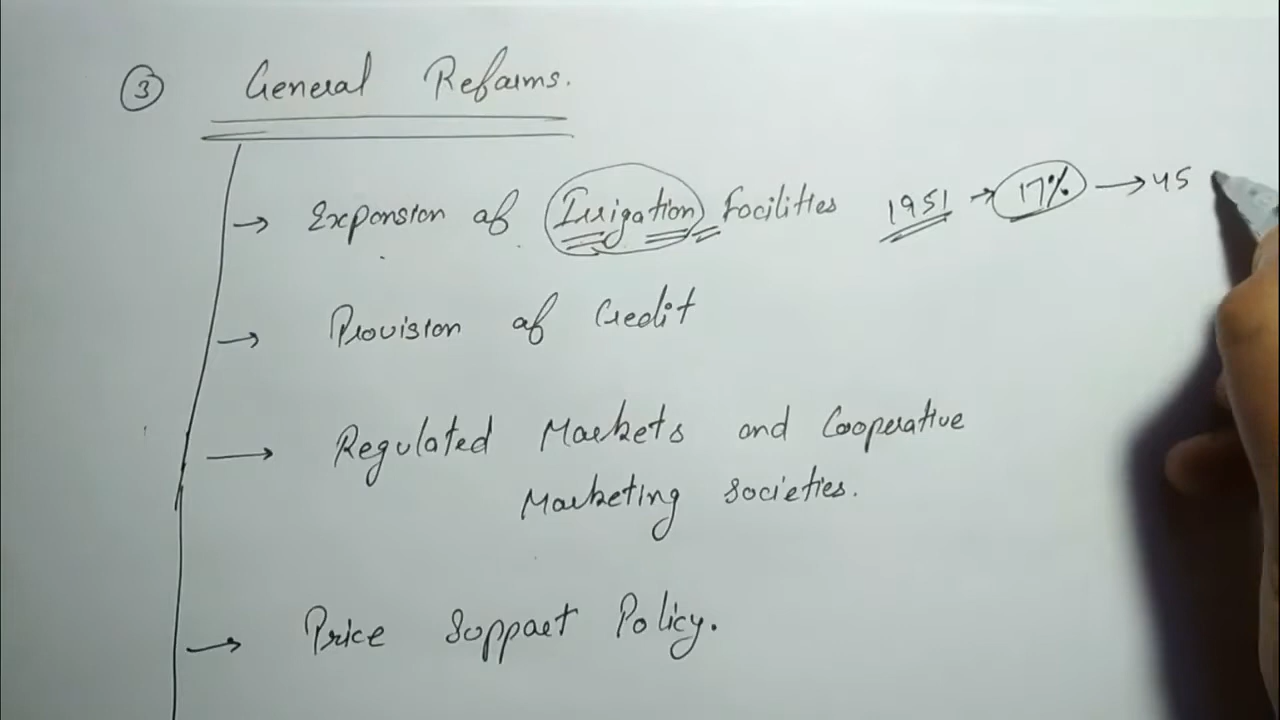 ③ General Reforms.
→ Expansion of Irrigation Facilities 1951 → 17% → 45
→ Provision of Credit
→ Regulated Markets and Cooperative
Marketing Societies.
→ Price Support Policy.